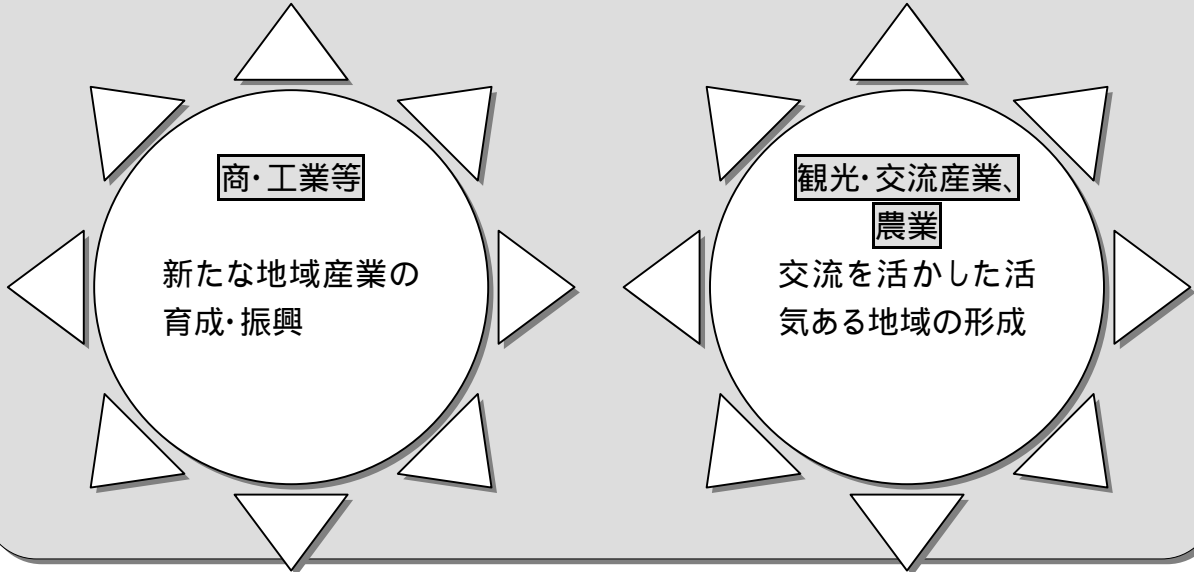 商・工業等
新たな地域産業の
育成・振興
観光・交流産業、
農業
交流を活かした活
気ある地域の形成